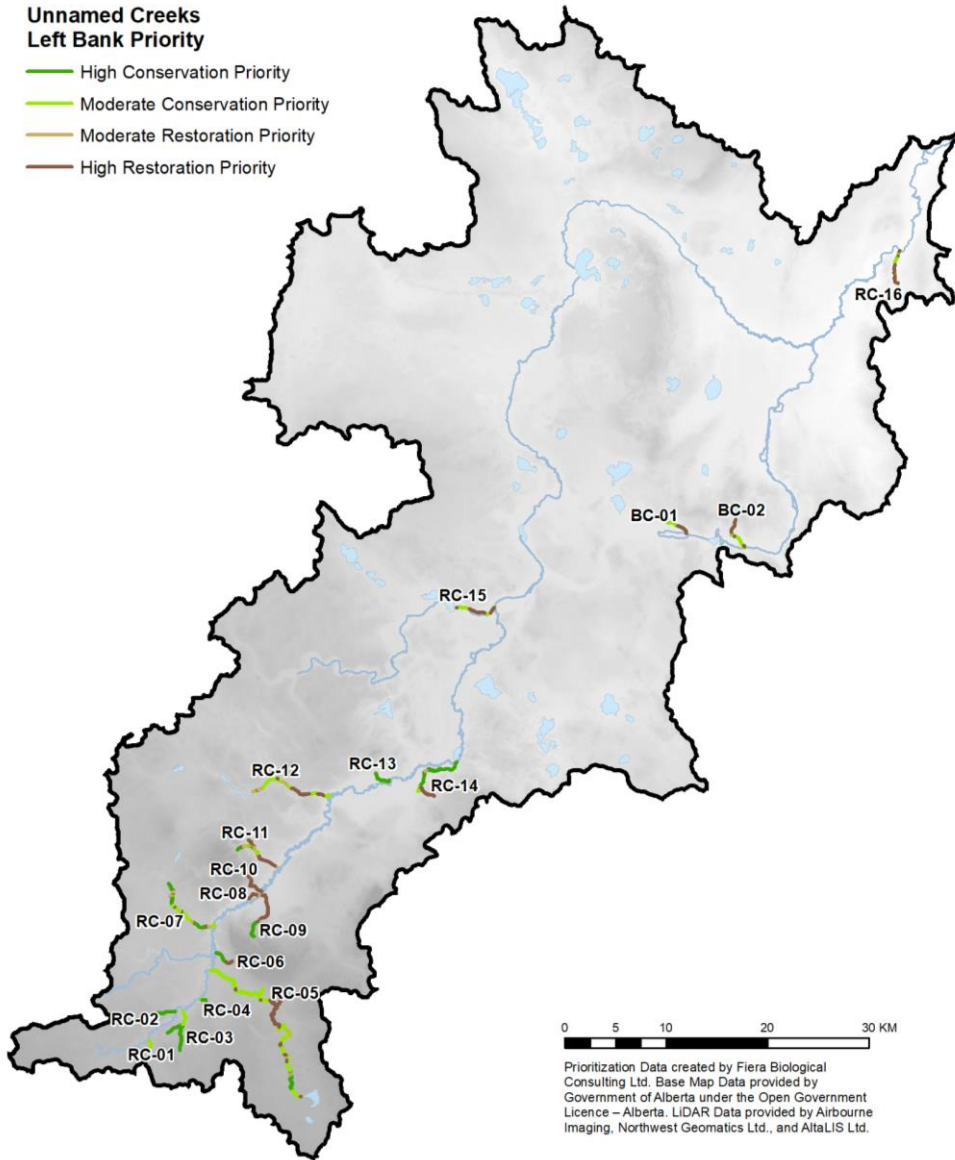 Unnamed Creeks
Left Bank Priority
High Conservation Priority
Moderate Conservation Priority
Moderate Restoration Priority
High Restoration Priority
RC-16
BC-01
BC-02
RC-15
RC-13
RC-12
RC-14
RC-11
RC-10
RC-08
RC-07
RC-09
RC-06
RC-05
RC-04
RC-02
RC-03
RC-01
0 5 10 20 30 KM
Prioritization Data created by Fiera Biological
Consulting Ltd. Base Map Data provided by
Government of Alberta under the Open Government
Licence – Alberta. LiDAR Data provided by Airbourne
Imaging, Northwest Geomatics Ltd., and AltaLIS Ltd.